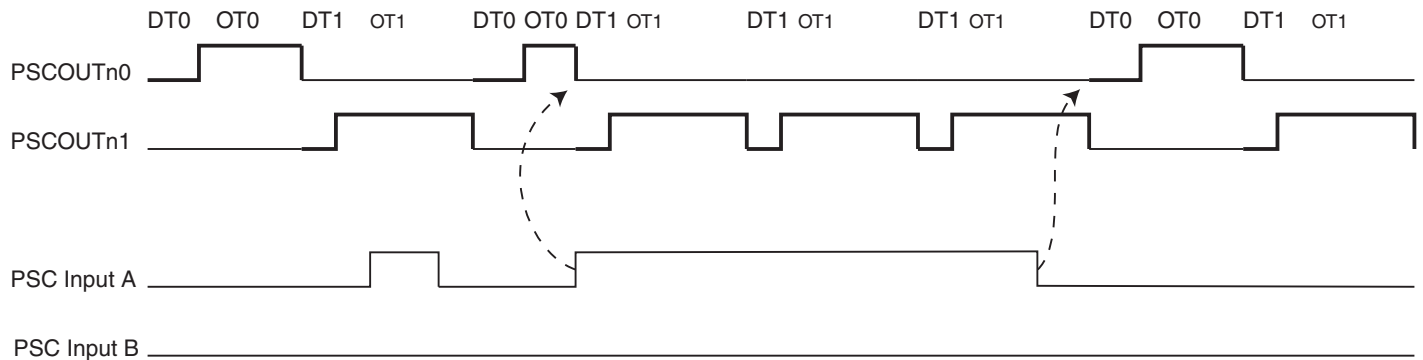 DT0 OT0 DT1 OT1 DT0 OT0 DT1 OT1 DT1 OT1 DT1 OT1 DT0 OT0 DT1 OT1
PSCOUTn0
PSCOUTn1
PSC Input A
PSC Input B